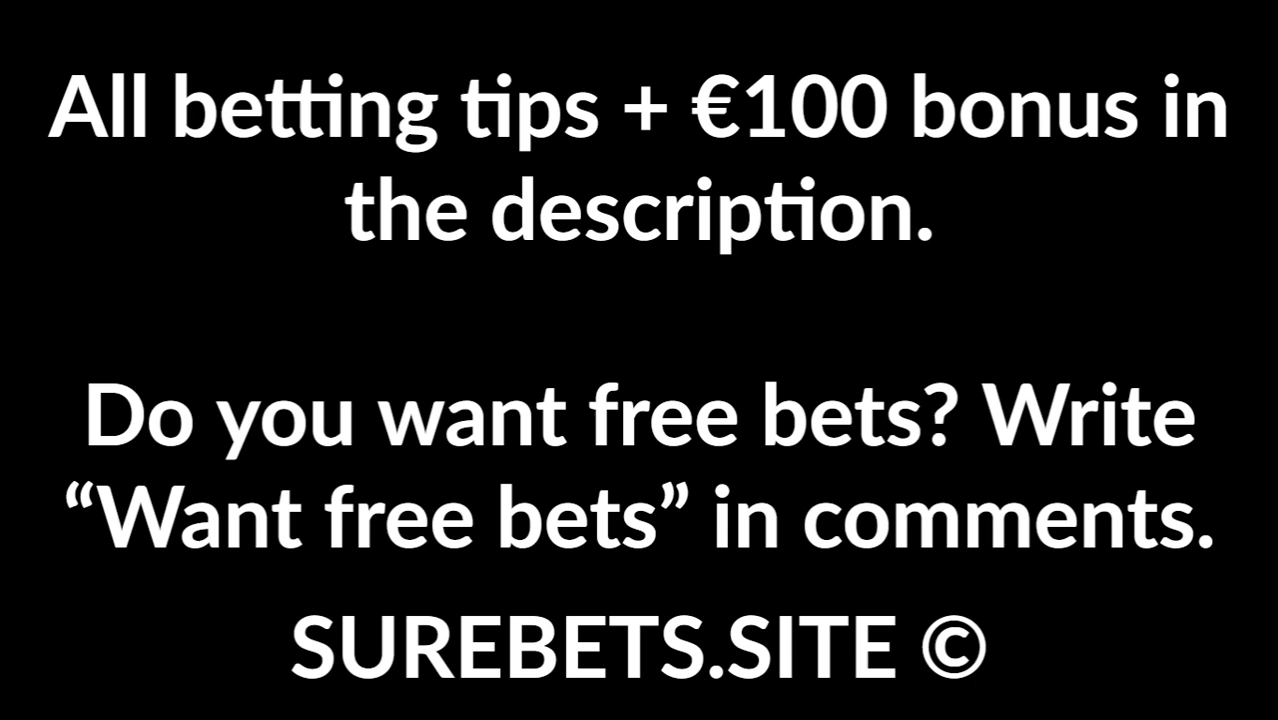 All betting tips + €100 bonus in
the description.
Do you want free bets? Write
“Want free bets” in comments.
SUREBETS.SITE ©